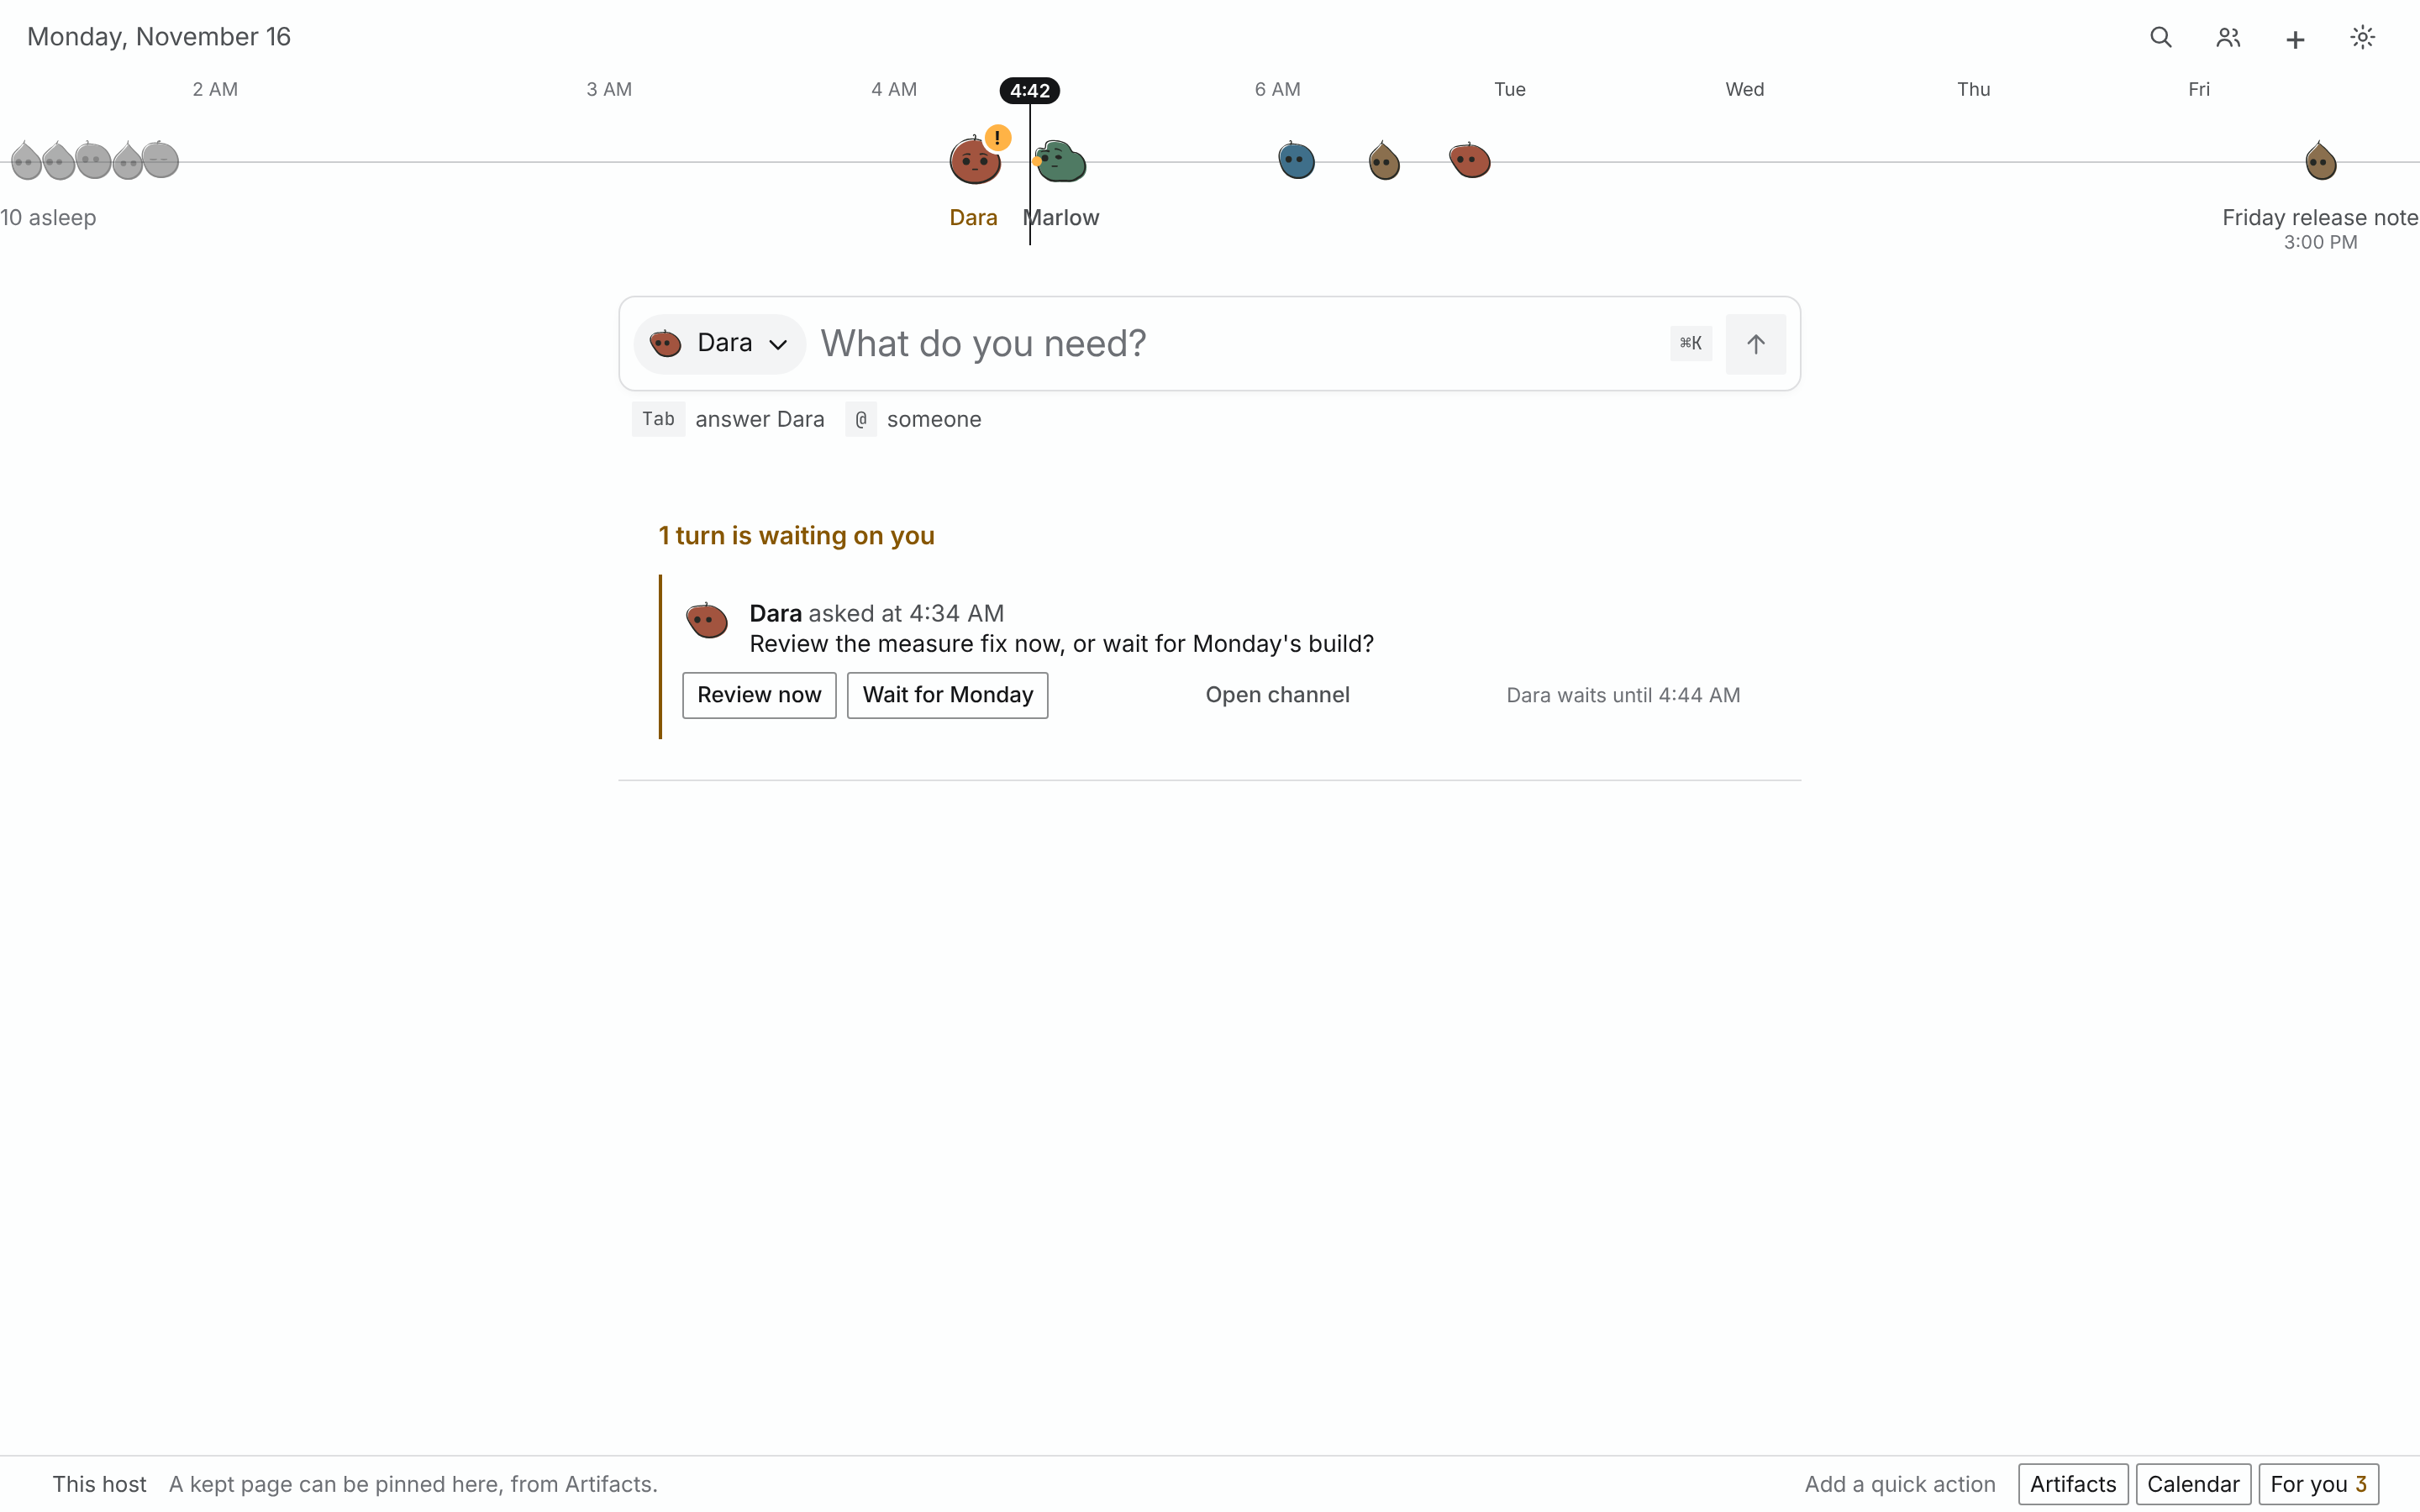 Monday, November 16
2 AM 3 AM 4 AM 4:42 6 AM Tue Wed Thu Fri
!
10 asleep Dara Marlow Friday release note
3:00 PM
Dara What do you need? ⌘K
Tab answer Dara @ someone
1 turn is waiting on you
Dara asked at 4:34 AM
Review the measure fix now, or wait for Monday's build?
Review now Wait for Monday Open channel Dara waits until 4:44 AM
This host A kept page can be pinned here, from Artifacts. Add a quick action Artifacts Calendar For you 3